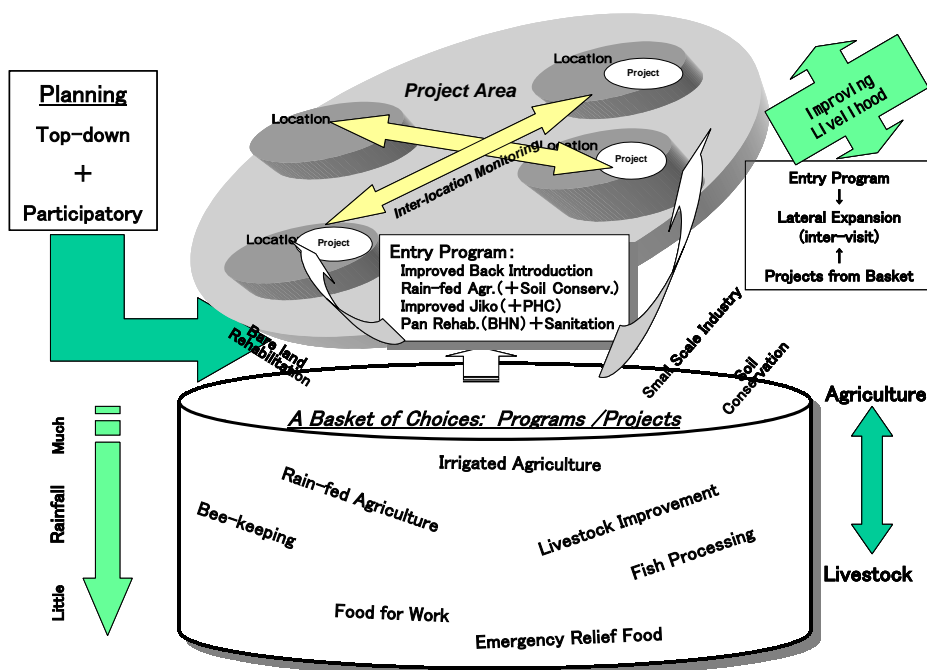 Planning
Top-down
+
Participatory
Project Area
Location
Project
Location
Location
Project
Inter-location Monitoring
Location
Project
Improving
Livelihood
Entry Program
↓
Lateral Expansion
(inter-visit)
↑
Projects from Basket
Entry Program:
Improved Back Introduction
Rain-fed Agr.(+Soil Conserv.)
Improved Jiko(+PHC)
Pan Rehab.(BHN)+Sanitation
Bare land
Rehabilitation
Small Scale Industry
Soil
Conservation
A Basket of Choices: Programs /Projects
Irrigated Agriculture
Rain-fed Agriculture
Bee-keeping
Livestock Improvement
Fish Processing
Food for Work
Emergency Relief Food
Much
Rainfall
Little
Agriculture
Livestock